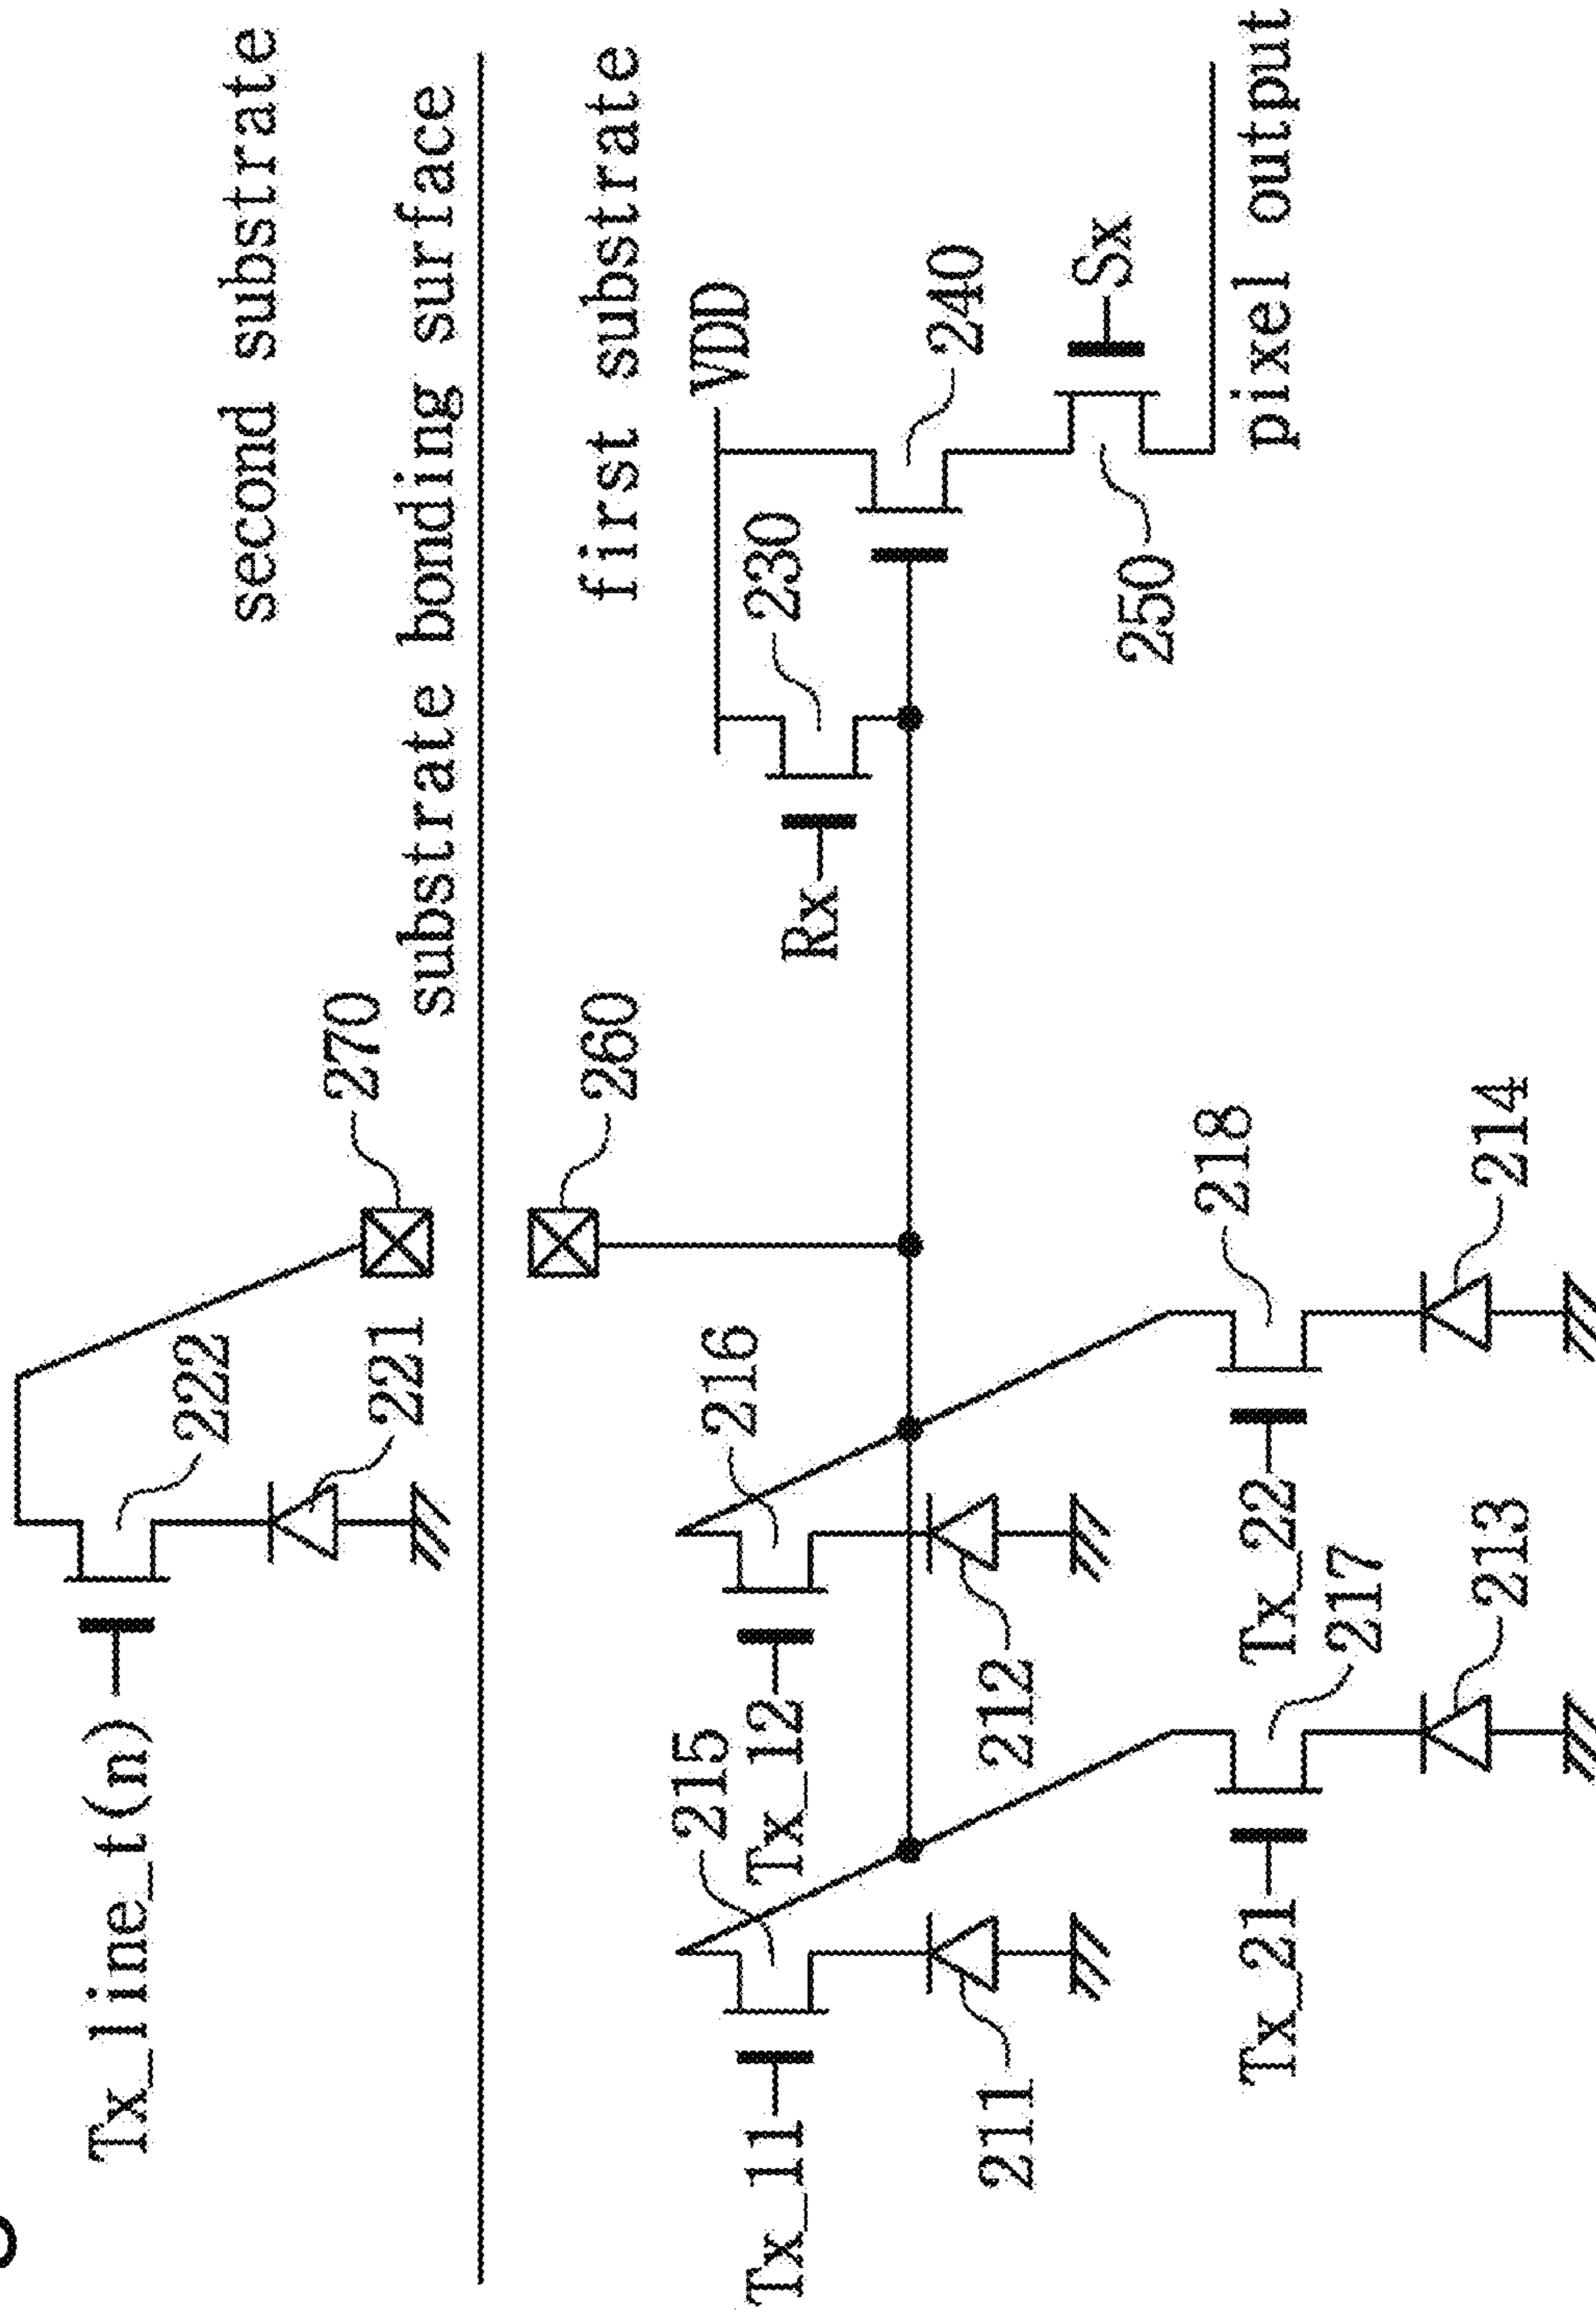 Tx_line_t(n)
222
221
270
second substrate
substrate bonding surface
260
first substrate
VDD
230
Rx
240
Sx
250
pixel output
215
216
Tx_11
Tx_12
211
212
218
Tx_21
Tx_22
217
213
214